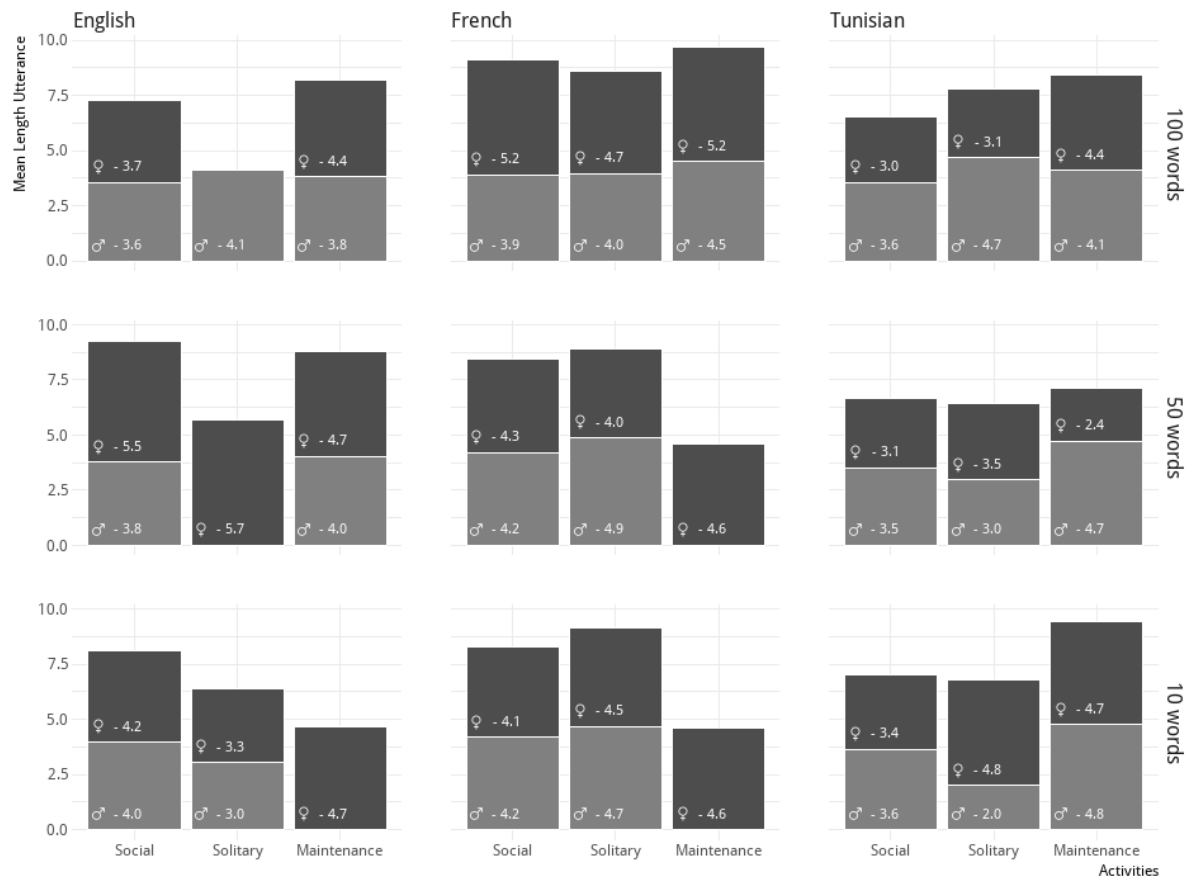 English French Tunisian
Mean Length Utterance
10.0
7.5
♀ - 3.7 ♀ - 4.4 ♀ - 5.2 ♀ - 4.7 ♀ - 5.2 ♀ - 3.0 ♀ - 3.1 ♀ - 4.4
5.0
2.5
♂ - 3.6 ♂ - 4.1 ♂ - 3.8 ♂ - 3.9 ♂ - 4.0 ♂ - 4.5 ♂ - 3.6 ♂ - 4.7 ♂ - 4.1
0.0
100 words
10.0
7.5
5.0
♀ - 5.5 ♀ - 4.7 ♀ - 4.3 ♀ - 4.0 ♀ - 3.1 ♀ - 3.5 ♀ - 2.4
2.5
♂ - 3.8 ♀ - 5.7 ♂ - 4.0 ♂ - 4.2 ♂ - 4.9 ♀ - 4.6 ♂ - 3.5 ♂ - 3.0 ♂ - 4.7
0.0
50 words
10.0
7.5
5.0
♀ - 4.2 ♀ - 3.3 ♀ - 4.1 ♀ - 4.5 ♀ - 3.4 ♀ - 4.8 ♀ - 4.7
2.5
♂ - 4.0 ♂ - 3.0 ♀ - 4.7 ♂ - 4.2 ♂ - 4.7 ♀ - 4.6 ♂ - 3.6 ♂ - 2.0 ♂ - 4.8
0.0
10 words
Social Solitary Maintenance Social Solitary Maintenance Social Solitary Maintenance
Activities